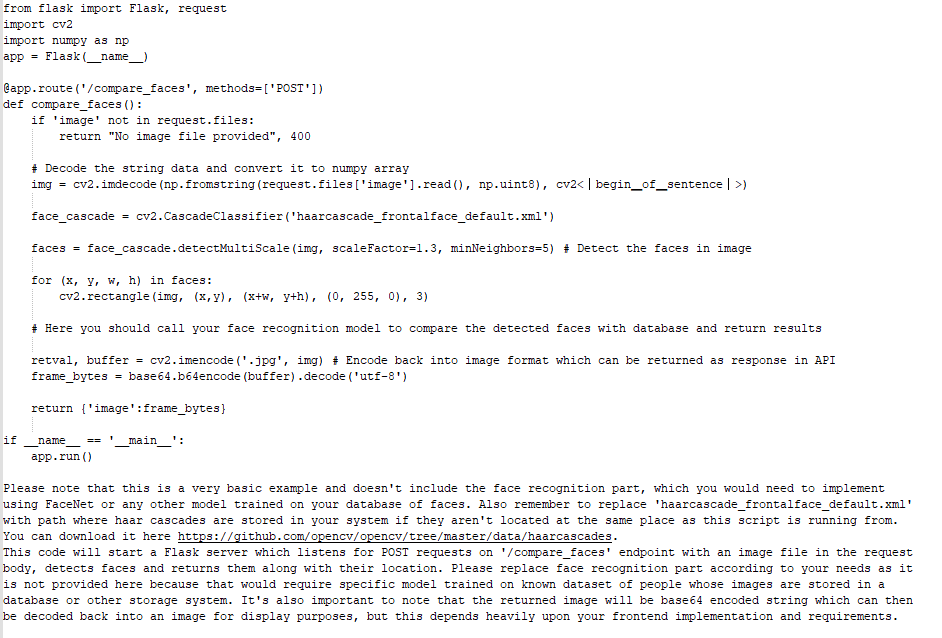 from flask import Flask, request
import cv2
import numpy as np
app = Flask(__name__)
@app.route('/compare_faces', methods=['POST'])
def compare_faces():
    if 'image' not in request.files:
        return "No image file provided", 400
    # Decode the string data and convert it to numpy array
    img = cv2.imdecode(np.fromstring(request.files['image'].read(), np.uint8), cv2<|begin▁of▁sentence|>)
    face_cascade = cv2.CascadeClassifier('haarcascade_frontalface_default.xml')
    faces = face_cascade.detectMultiScale(img, scaleFactor=1.3, minNeighbors=5) # Detect the faces in image
    for (x, y, w, h) in faces:
        cv2.rectangle(img, (x,y), (x+w, y+h), (0, 255, 0), 3)
    # Here you should call your face recognition model to compare the detected faces with database and return results
    retval, buffer = cv2.imencode('.jpg', img) # Encode back into image format which can be returned as response in API
    frame_bytes = base64.b64encode(buffer).decode('utf-8')
    return {'image':frame_bytes}
if __name__ == '__main__':
    app.run()
Please note that this is a very basic example and doesn't include the face recognition part, which you would need to implement
using FaceNet or any other model trained on your database of faces. Also remember to replace 'haarcascade_frontalface_default.xml'
with path where haar cascades are stored in your system if they aren't located at the same place as this script is running from.
You can download it here https://github.com/opencv/opencv/tree/master/data/haarcascades.
This code will start a Flask server which listens for POST requests on '/compare_faces' endpoint with an image file in the request
body, detects faces and returns them along with their location. Please replace face recognition part according to your needs as it
is not provided here because that would require specific model trained on known dataset of people whose images are stored in a
database or other storage system. It's also important to note that the returned image will be base64 encoded string which can then
be decoded back into an image for display purposes, but this depends heavily upon your frontend implementation and requirements.